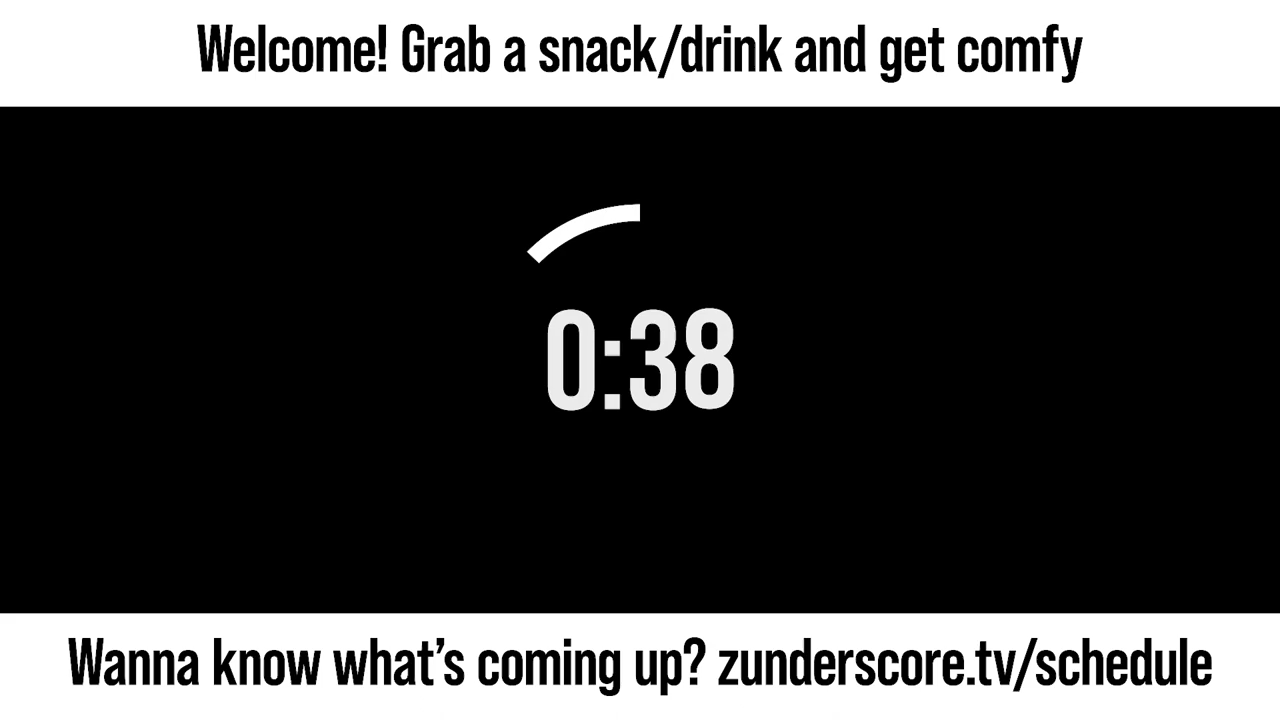 Welcome! Grab a snack/drink and get comfy
0:38
Wanna know what's coming up? zunderscore.tv/schedule